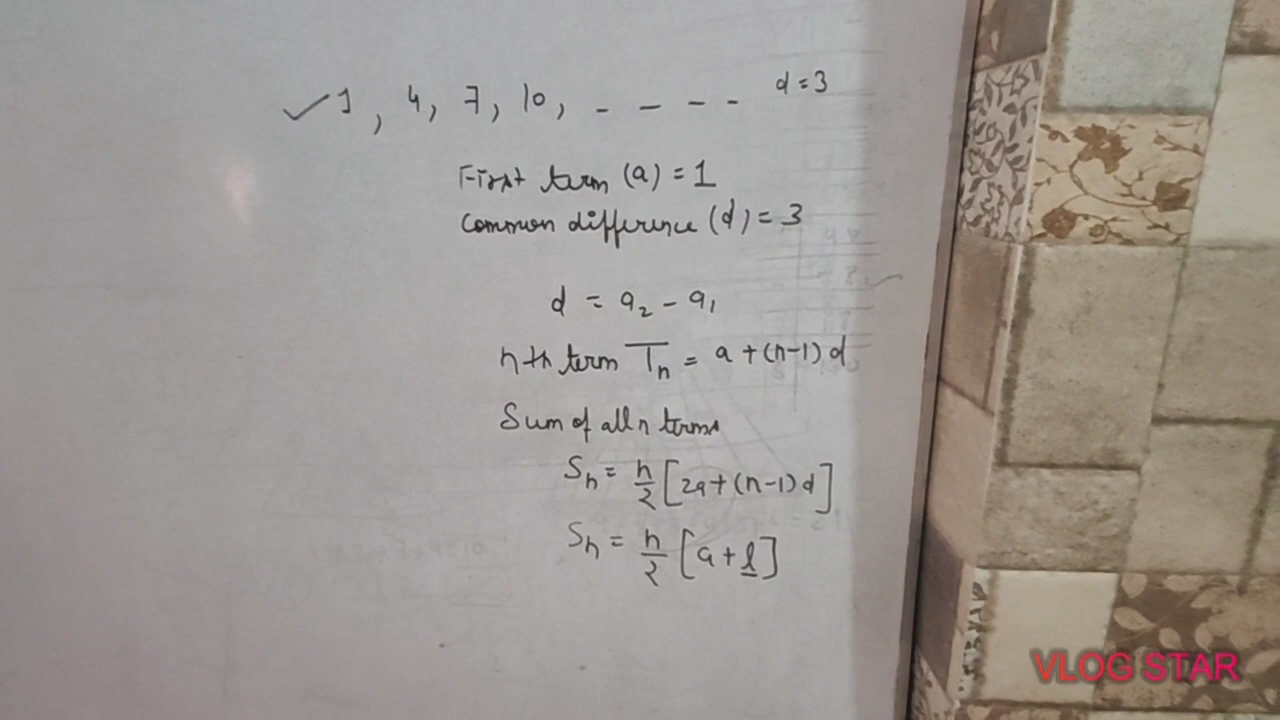 ✓ 1, 4, 7, 10, - - - - d = 3
First term (a) = 1
Common difference (d) = 3
d = a₂ - a₁
nth term Tₙ = a + (n-1) d
Sum of all n terms
Sₙ = n/2 [2a + (n-1) d]
Sₙ = n/2 [a + l]
VLOG STAR